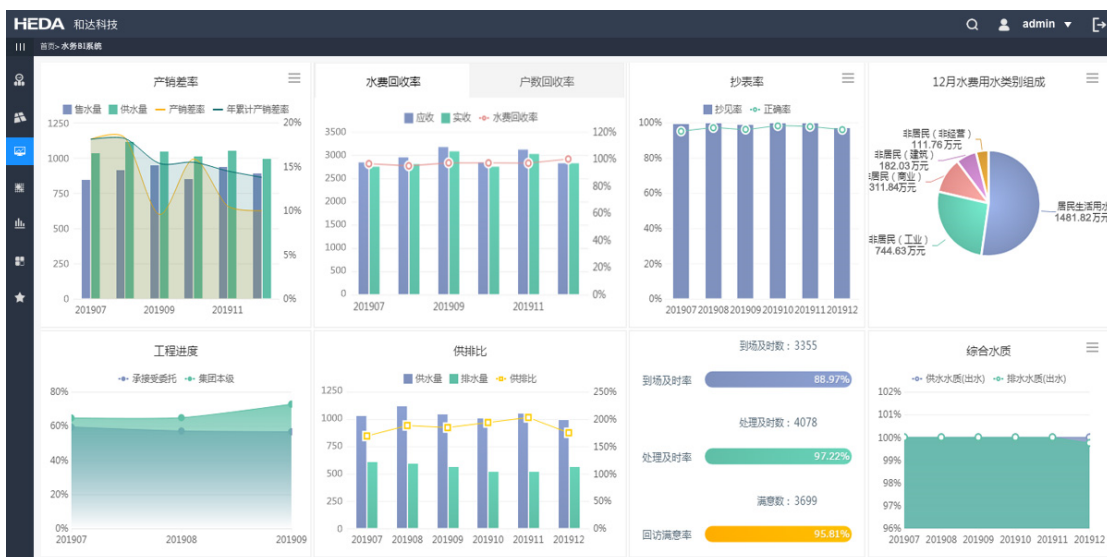 HEDA 和达科技
admin
首页>水务BI系统
产销差率
售水量 供水量 产销差率 年累计产销差率
1250
1000
750
500
250
0
20%
15%
10%
5%
0%
201907 201909 201911
水费回收率 户数回收率
应收 实收 水费回收率
3500
3000
2500
2000
1500
1000
500
0
120%
100%
80%
60%
40%
20%
0%
201907 201909 201911
抄表率
抄见率 正确率
100%
80%
60%
40%
20%
0%
201907 201908 201909 201910 201911 201912
12月水费用水类别组成
非居民(非经营)
111.76万元
非居民(建筑)
182.03万元
非居民(商业)
311.84万元
非居民(工业)
744.63万元
居民生活用水
1481.82万元
工程进度
承接受委托 集团本级
80%
60%
40%
20%
0%
201907 201908 201909
供排比
供水量 排水量 供排比
1250
1000
750
500
250
0
250%
200%
150%
100%
50%
0%
201907 201908 201909 201910 201911 201912
到场及时数:3355
到场及时率 88.97%
处理及时数:4078
处理及时率 97.22%
满意数:3699
回访满意率 95.81%
综合水质
供水水质(出水) 排水水质(出水)
102%
101%
100%
99%
98%
97%
96%
201907 201908 201909 201910 201911 201912